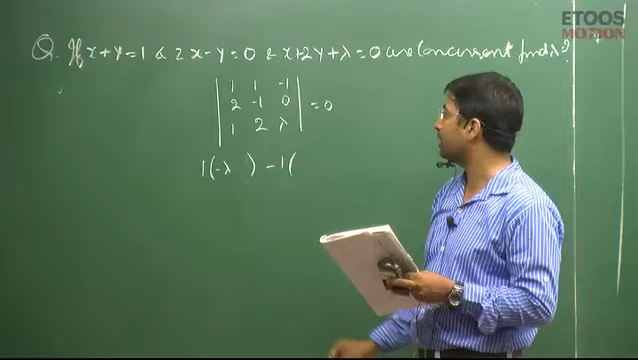 ETOOS
MOTION
Q. If x + y = 1 & 2x - y = 0 & x + 2y + λ = 0 are Concurrent find λ?
1 1 -1
2 -1 0 = 0
1 2 λ
1(-λ ) - 1(